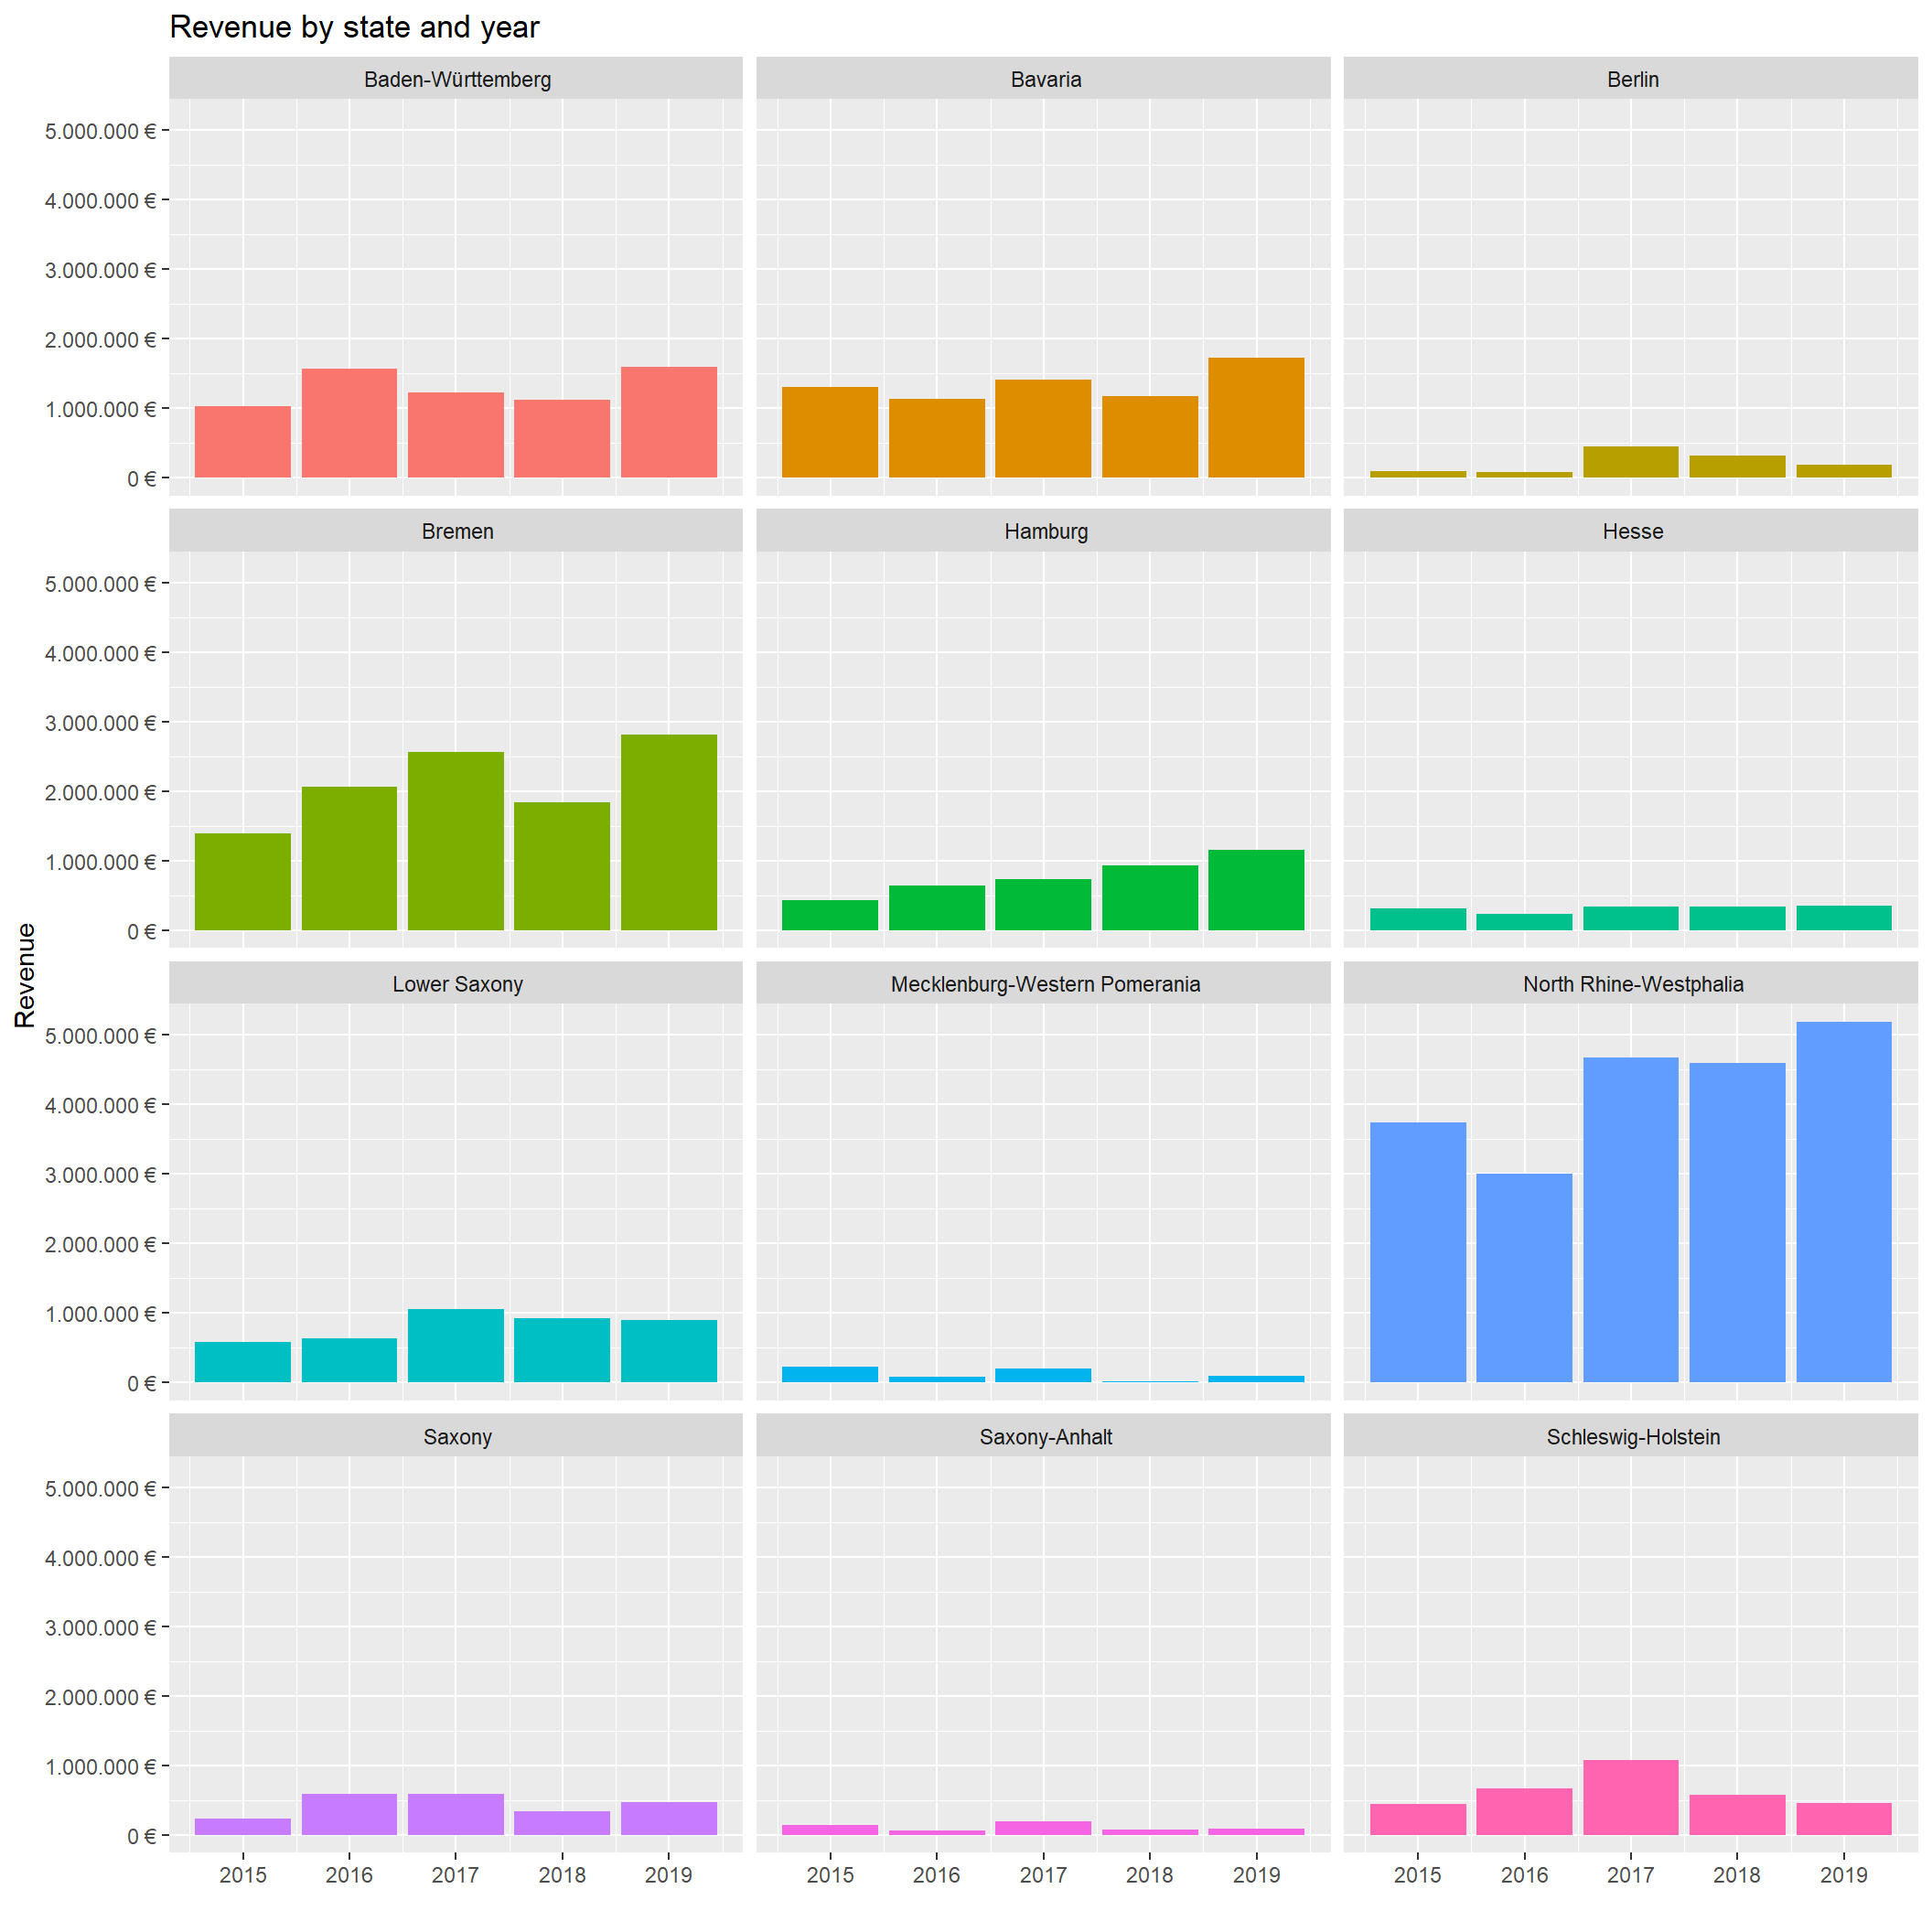 Revenue by state and year
Baden-Württemberg
Bavaria
Berlin
5.000.000 €
4.000.000 €
3.000.000 €
2.000.000 €
1.000.000 €
0 €
Bremen
Hamburg
Hesse
5.000.000 €
4.000.000 €
3.000.000 €
2.000.000 €
1.000.000 €
0 €
Revenue
Lower Saxony
Mecklenburg-Western Pomerania
North Rhine-Westphalia
5.000.000 €
4.000.000 €
3.000.000 €
2.000.000 €
1.000.000 €
0 €
Saxony
Saxony-Anhalt
Schleswig-Holstein
5.000.000 €
4.000.000 €
3.000.000 €
2.000.000 €
1.000.000 €
0 €
2015 2016 2017 2018 2019
2015 2016 2017 2018 2019
2015 2016 2017 2018 2019